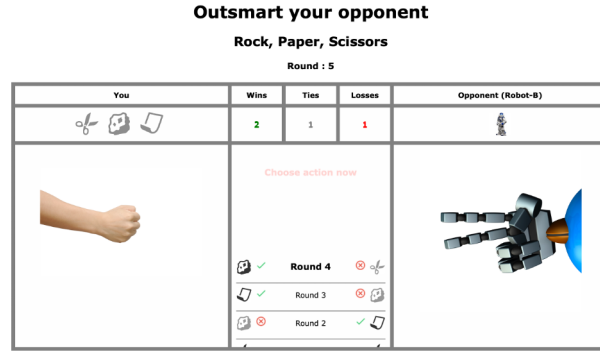 Outsmart your opponent
Rock, Paper, Scissors
Round : 5
You
Wins
Ties
Losses
Opponent (Robot-B)
2
1
1
Choose action now
Round 4
Round 3
Round 2